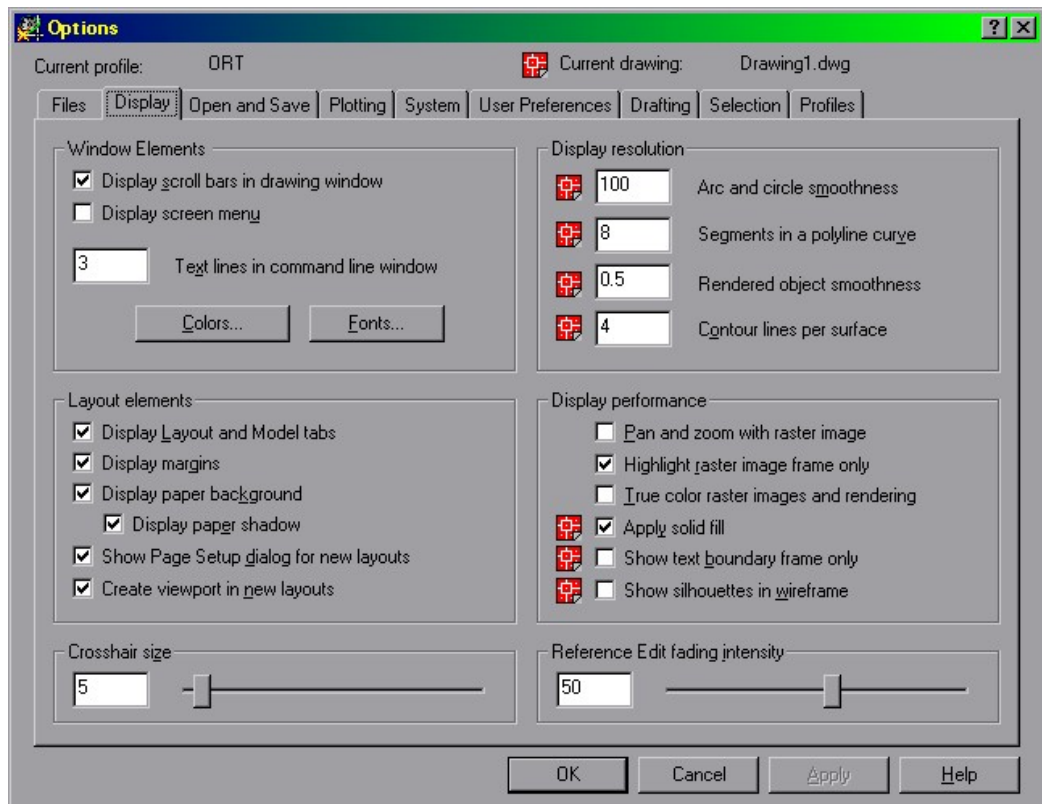 Options
Current profile: ORT Current drawing: Drawing1.dwg
Files Display Open and Save Plotting System User Preferences Drafting Selection Profiles
Window Elements
Display scroll bars in drawing window
Display screen menu
3 Text lines in command line window
Colors... Fonts...
Display resolution
100 Arc and circle smoothness
8 Segments in a polyline curve
0.5 Rendered object smoothness
4 Contour lines per surface
Layout elements
Display Layout and Model tabs
Display margins
Display paper background
Display paper shadow
Show Page Setup dialog for new layouts
Create viewport in new layouts
Display performance
Pan and zoom with raster image
Highlight raster image frame only
True color raster images and rendering
Apply solid fill
Show text boundary frame only
Show silhouettes in wireframe
Crosshair size
5
Reference Edit fading intensity
50
OK Cancel Apply Help